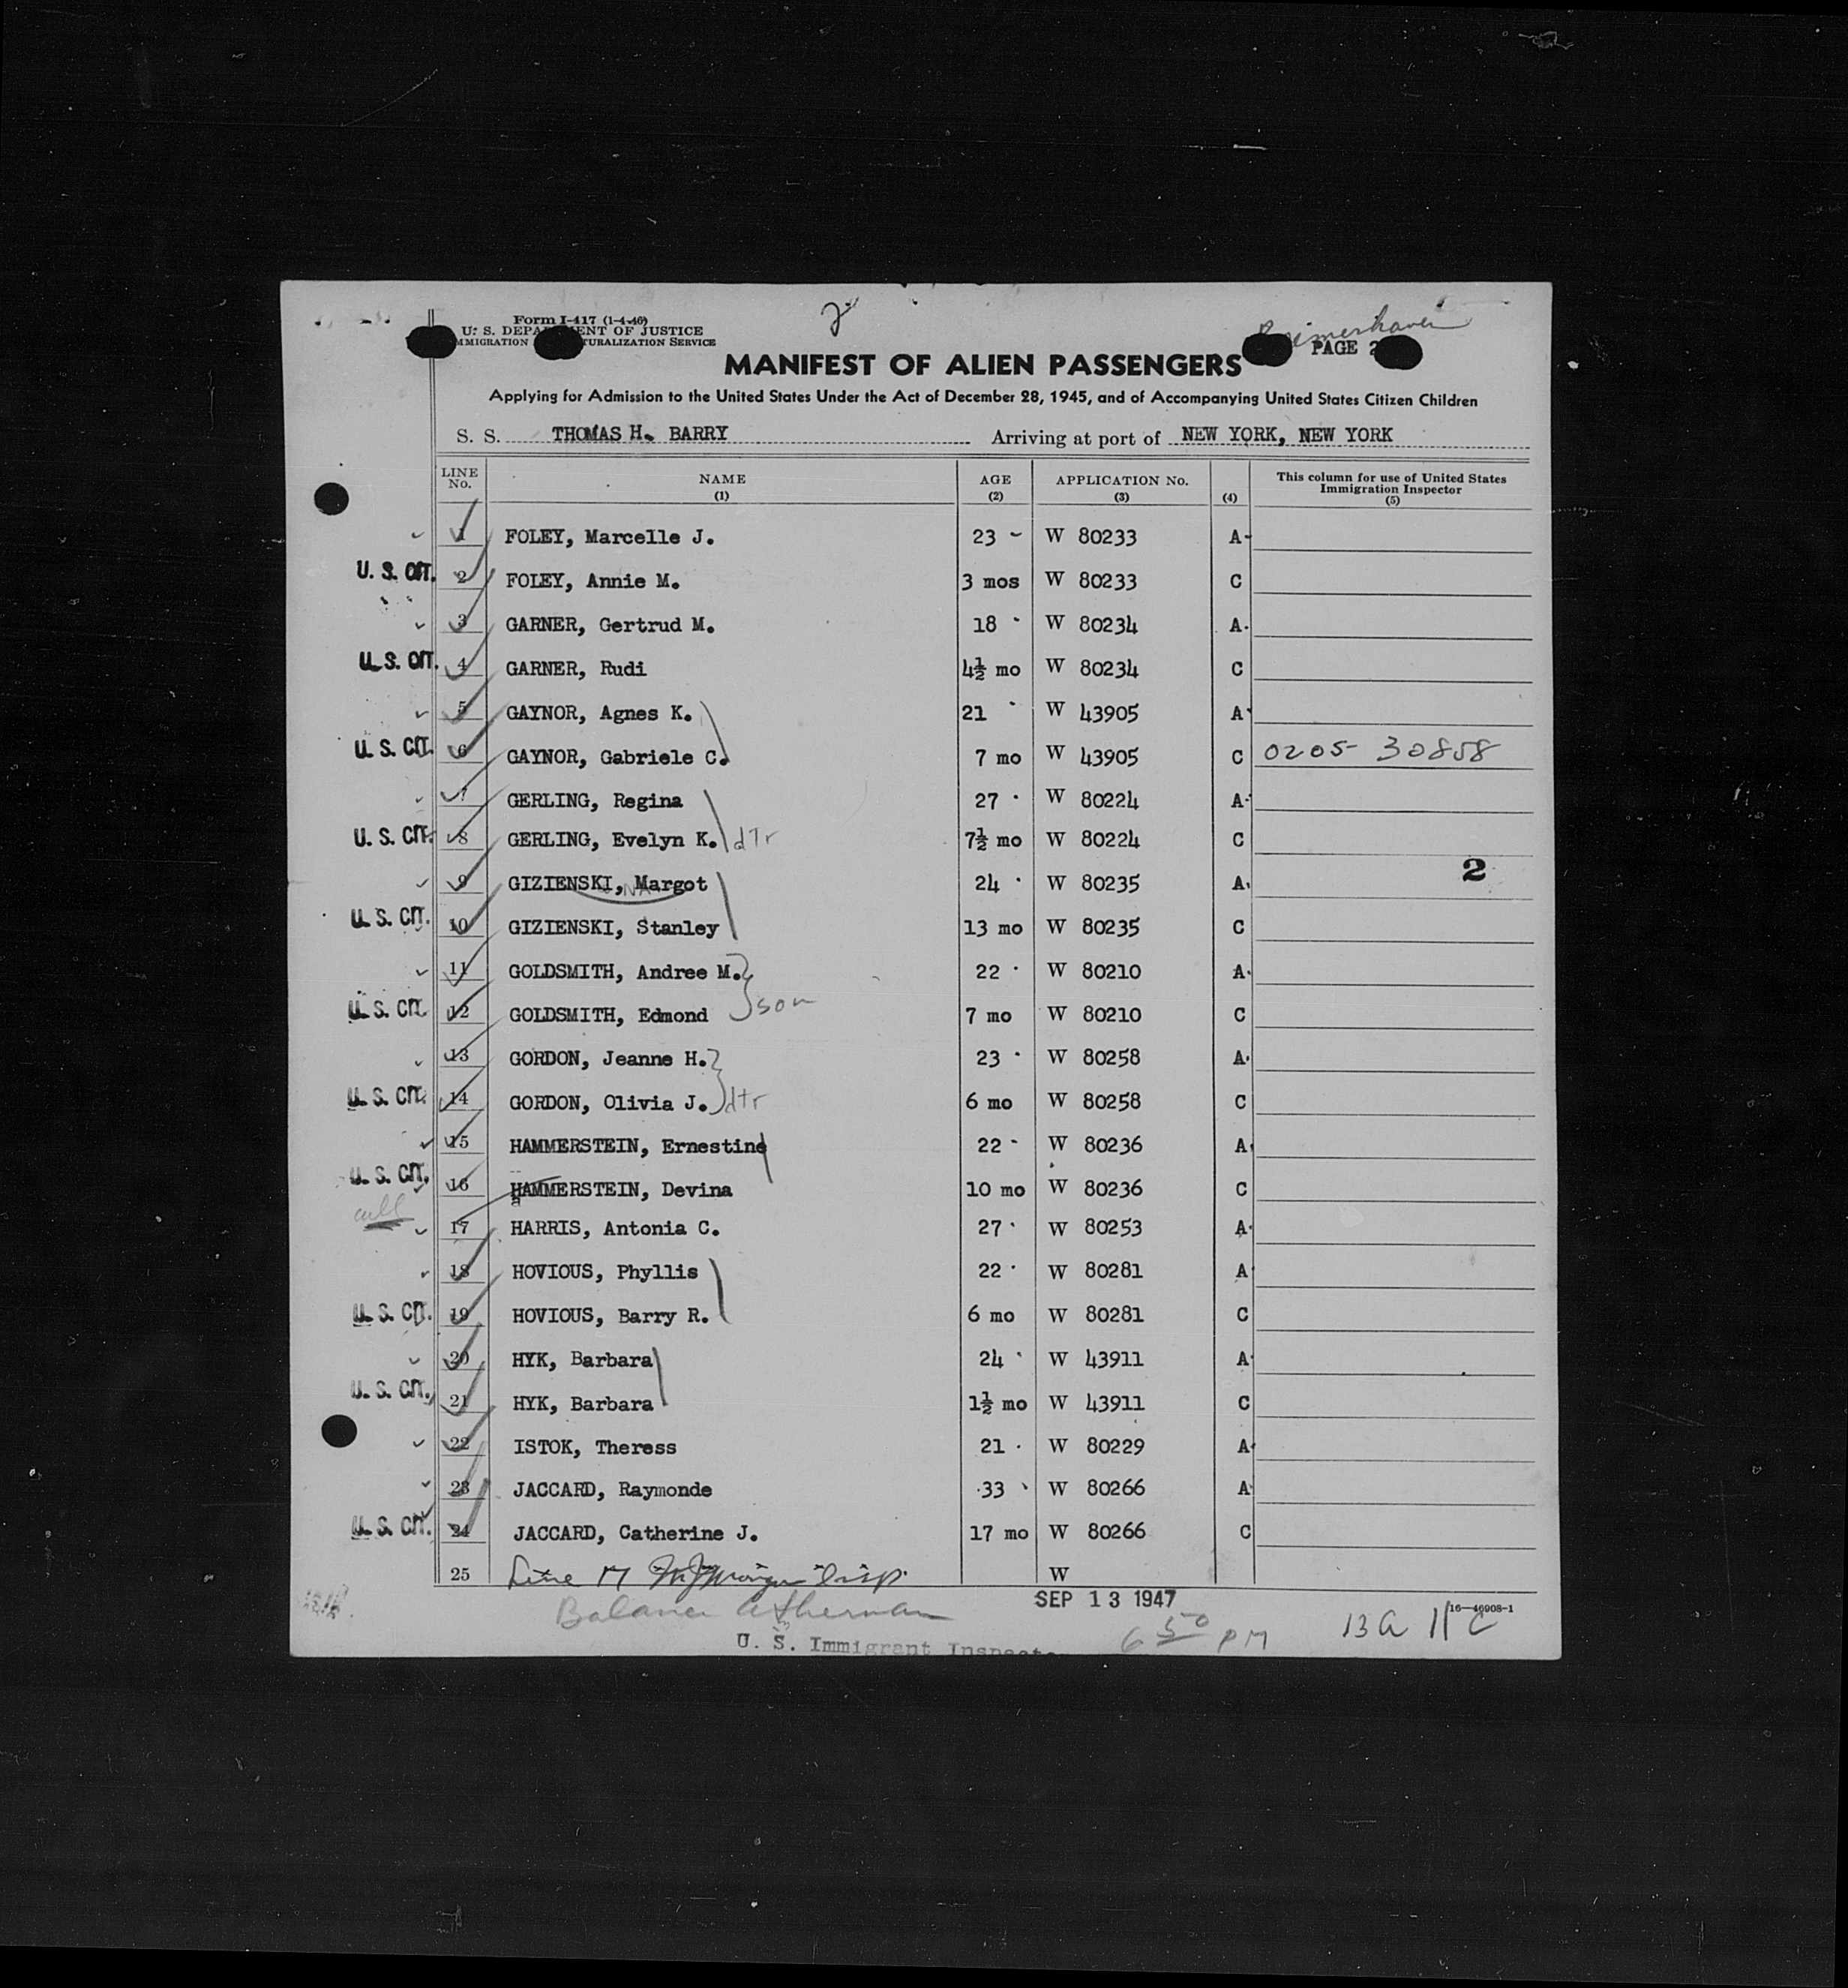 2
Bremerhaven
Form I-417 (1-4-46)
U. S. DEPARTMENT OF JUSTICE
IMMIGRATION NATURALIZATION SERVICE
PAGE 2
MANIFEST OF ALIEN PASSENGERS
Applying for Admission to the United States Under the Act of December 28, 1945, and of Accompanying United States Citizen Children
S. S. THOMAS H. BARRY Arriving at port of NEW YORK, NEW YORK
LINE No. NAME (1) AGE (2) APPLICATION No. (3) (4) This column for use of United States Immigration Inspector (5)
1 FOLEY, Marcelle J. 23 W 80233 A
U. S. CIT. 2 FOLEY, Annie M. 3 mos W 80233 C
3 GARNER, Gertrud M. 18 W 80234 A
U. S. CIT. 4 GARNER, Rudi 4½ mo W 80234 C
5 GAYNOR, Agnes K. 21 W 43905 A
U. S. CIT. 6 GAYNOR, Gabriele C. 7 mo W 43905 C 0205-30858
7 GERLING, Regina 27 W 80224 A
U. S. CIT. 8 GERLING, Evelyn K. dtr 7½ mo W 80224 C
2
9 GIZIENSKI, Margot 24 W 80235 A
U. S. CIT. 10 GIZIENSKI, Stanley 13 mo W 80235 C
11 GOLDSMITH, Andree M. 22 W 80210 A
son
U. S. CIT. 12 GOLDSMITH, Edmond 7 mo W 80210 C
13 GORDON, Jeanne H. 23 W 80258 A
U. S. CIT. 14 GORDON, Olivia J. dtr 6 mo W 80258 C
15 HAMMERSTEIN, Ernestine 22 W 80236 A
U. S. CIT. 16 HAMMERSTEIN, Devina 10 mo W 80236 C
17 HARRIS, Antonia C. 27 W 80253 A
18 HOVIOUS, Phyllis 22 W 80281 A
U. S. CIT. 19 HOVIOUS, Barry R. 6 mo W 80281 C
20 HYK, Barbara 24 W 43911 A
U. S. CIT. 21 HYK, Barbara 1½ mo W 43911 C
22 ISTOK, Theress 21 W 80229 A
23 JACCARD, Raymonde 33 W 80266 A
U. S. CIT. 24 JACCARD, Catherine J. 17 mo W 80266 C
25 Line 17 W
SEP 13 1947
16—46908-1
Balance
6 50 PM
13 A 11 C
U. S. Immigrant Inspector